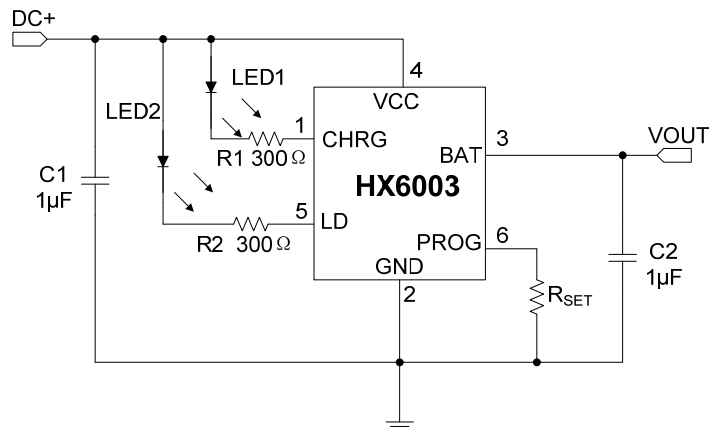 DC+
LED1
LED2
4
VCC
1
CHRG
R1 300Ω
3
BAT
VOUT
HX6003
C1
1µF
5
LD
R2 300Ω
PROG
6
GND
2
RSET
C2
1µF